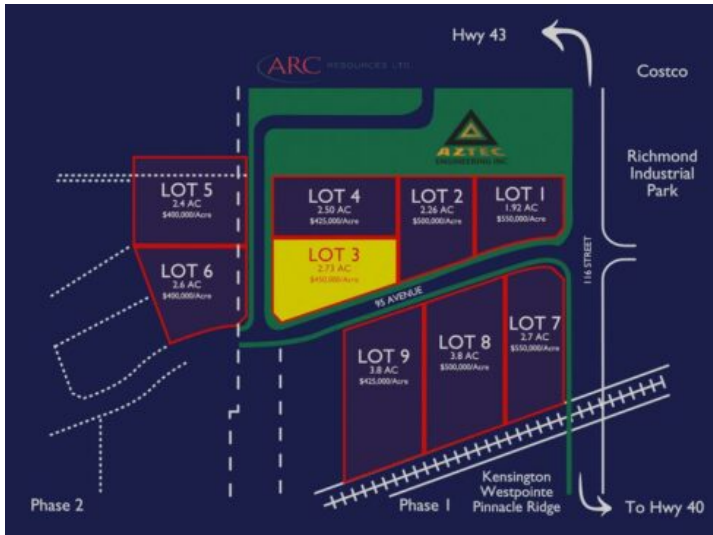 Hwy 43
ARC RESOURCES LTD
Costco
AZTEC
ENGINEERING INC
Richmond
Industrial
Park
LOT 5
2.4 AC
$400,000/Acre
LOT 4
2.50 AC
$425,000/Acre
LOT 2
2.26 AC
$500,000/Acre
LOT 1
1.92 AC
$550,000/Acre
LOT 3
2.73 AC
$450,000/Acre
LOT 6
2.6 AC
$400,000/Acre
95 AVENUE
116 STREET
LOT 7
2.7 AC
$550,000/Acre
LOT 8
3.8 AC
$500,000/Acre
LOT 9
3.8 AC
$425,000/Acre
Phase 2
Phase 1
Kensington
Westpointe
Pinnacle Ridge
To Hwy 40